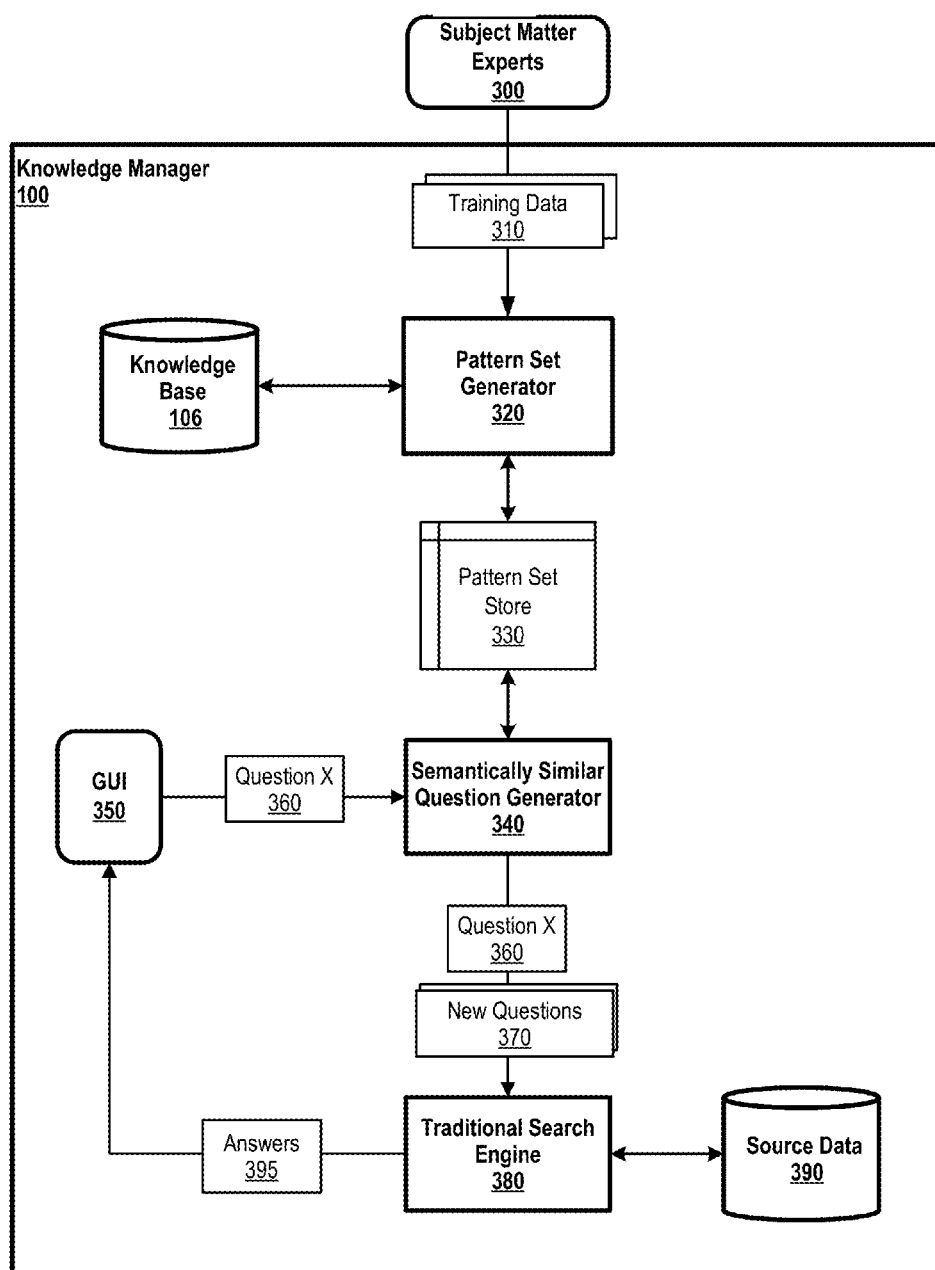 Subject Matter
Experts
300
Knowledge Manager
100
Training Data
310
Knowledge
Base
106
Pattern Set
Generator
320
Pattern Set
Store
330
GUI
350
Question X
360
Semantically Similar
Question Generator
340
Question X
360
New Questions
370
Answers
395
Traditional Search
Engine
380
Source Data
390